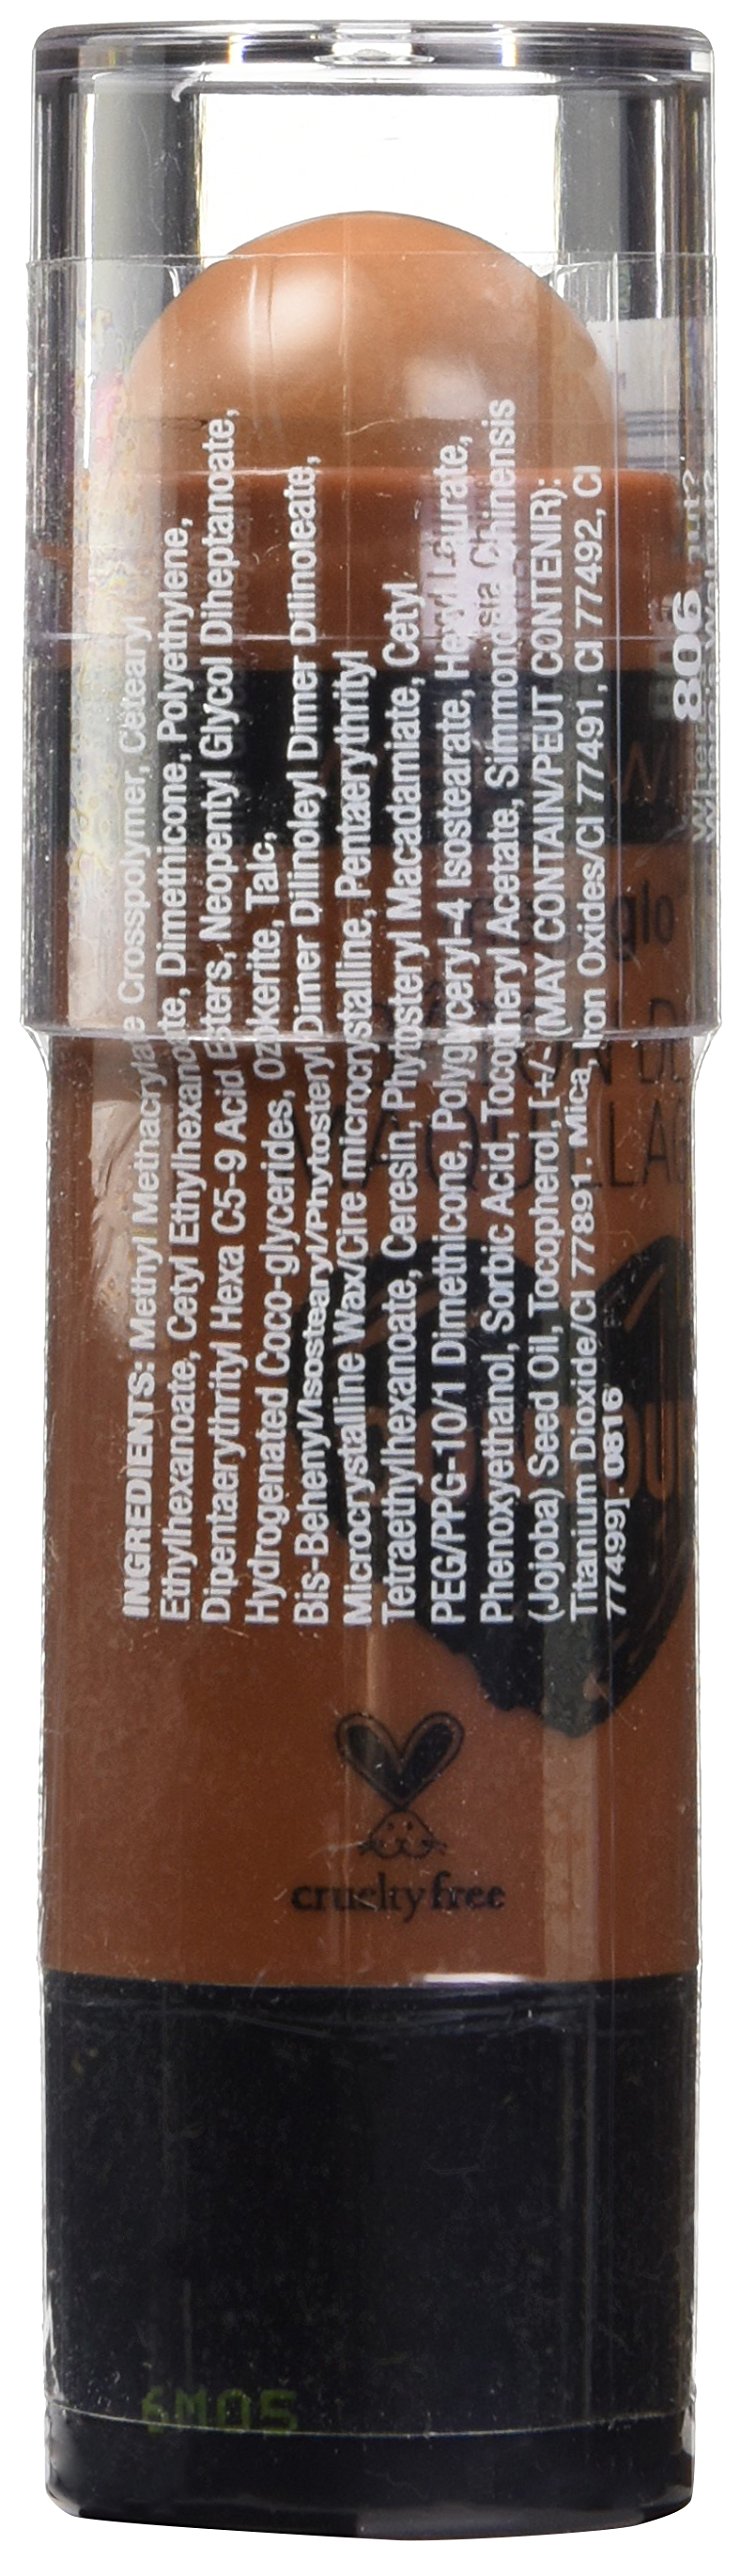 INGREDIENTS: Methyl Methacrylate Crosspolymer, Cetearyl
Ethylhexanoate, Cetyl Ethylhexanoate, Dimethicone, Polyethylene,
Dipentaerythrityl Hexa C5-9 Acid Esters, Neopentyl Glycol Diheptanoate,
Hydrogenated Coco-glycerides, Ozokerite, Talc,
Bis-Behenyl/Isostearyl/Phytosteryl Dimer Dilinoleyl Dimer Dilinoleate,
Microcrystalline Wax/Cire microcrystalline, Pentaerythrityl
Tetraethylhexanoate, Ceresin, Phytosteryl Macadamiate, Cetyl
PEG/PPG-10/1 Dimethicone, Polyglyceryl-4 Isostearate, Hexyl Laurate,
Phenoxyethanol, Sorbic Acid, Tocopheryl Acetate, Simmondsia Chinensis
(Jojoba) Seed Oil, Tocopherol, [+/- (MAY CONTAIN/PEUT CONTENIR):
Titanium Dioxide/CI 77891, Mica, Iron Oxides/CI 77491, CI 77492, CI
77499]. 0816
806
glo
MAQUILLAG
crueltyfree
6M05